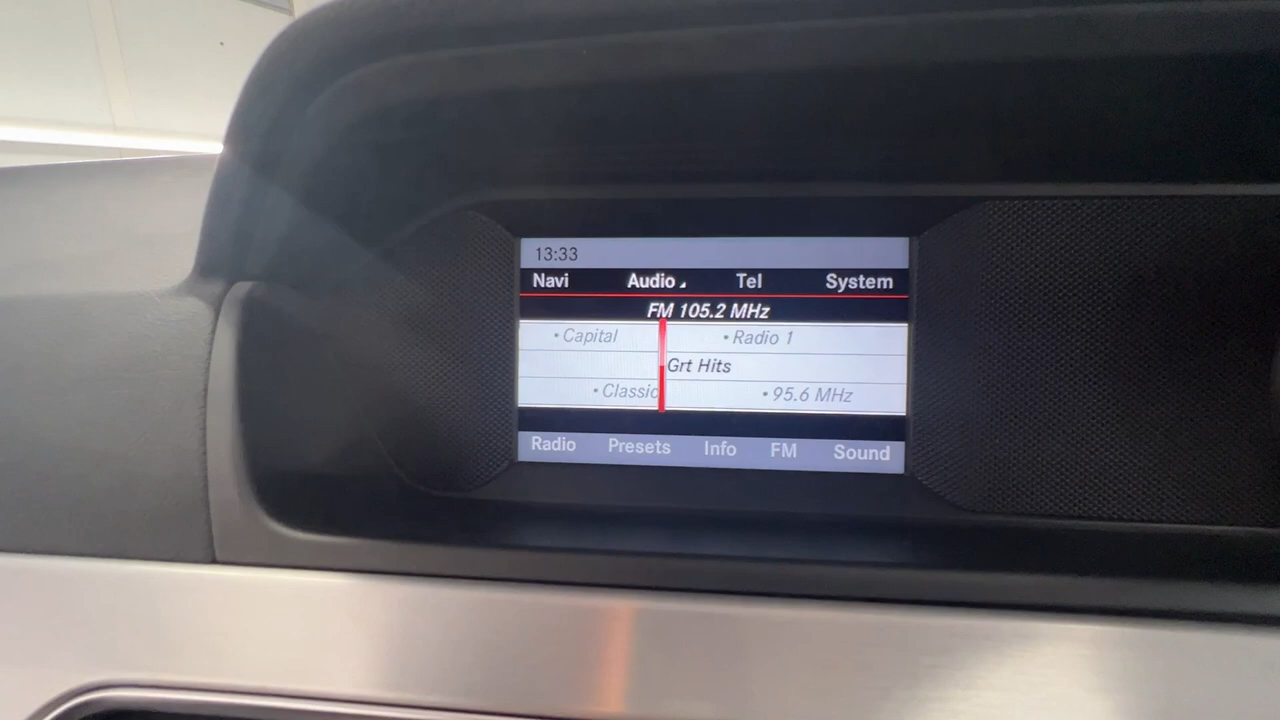 13:33
Navi Audio Tel System
FM 105.2 MHz
• Capital • Radio 1
Grt Hits
• Classic • 95.6 MHz
Radio Presets Info FM Sound